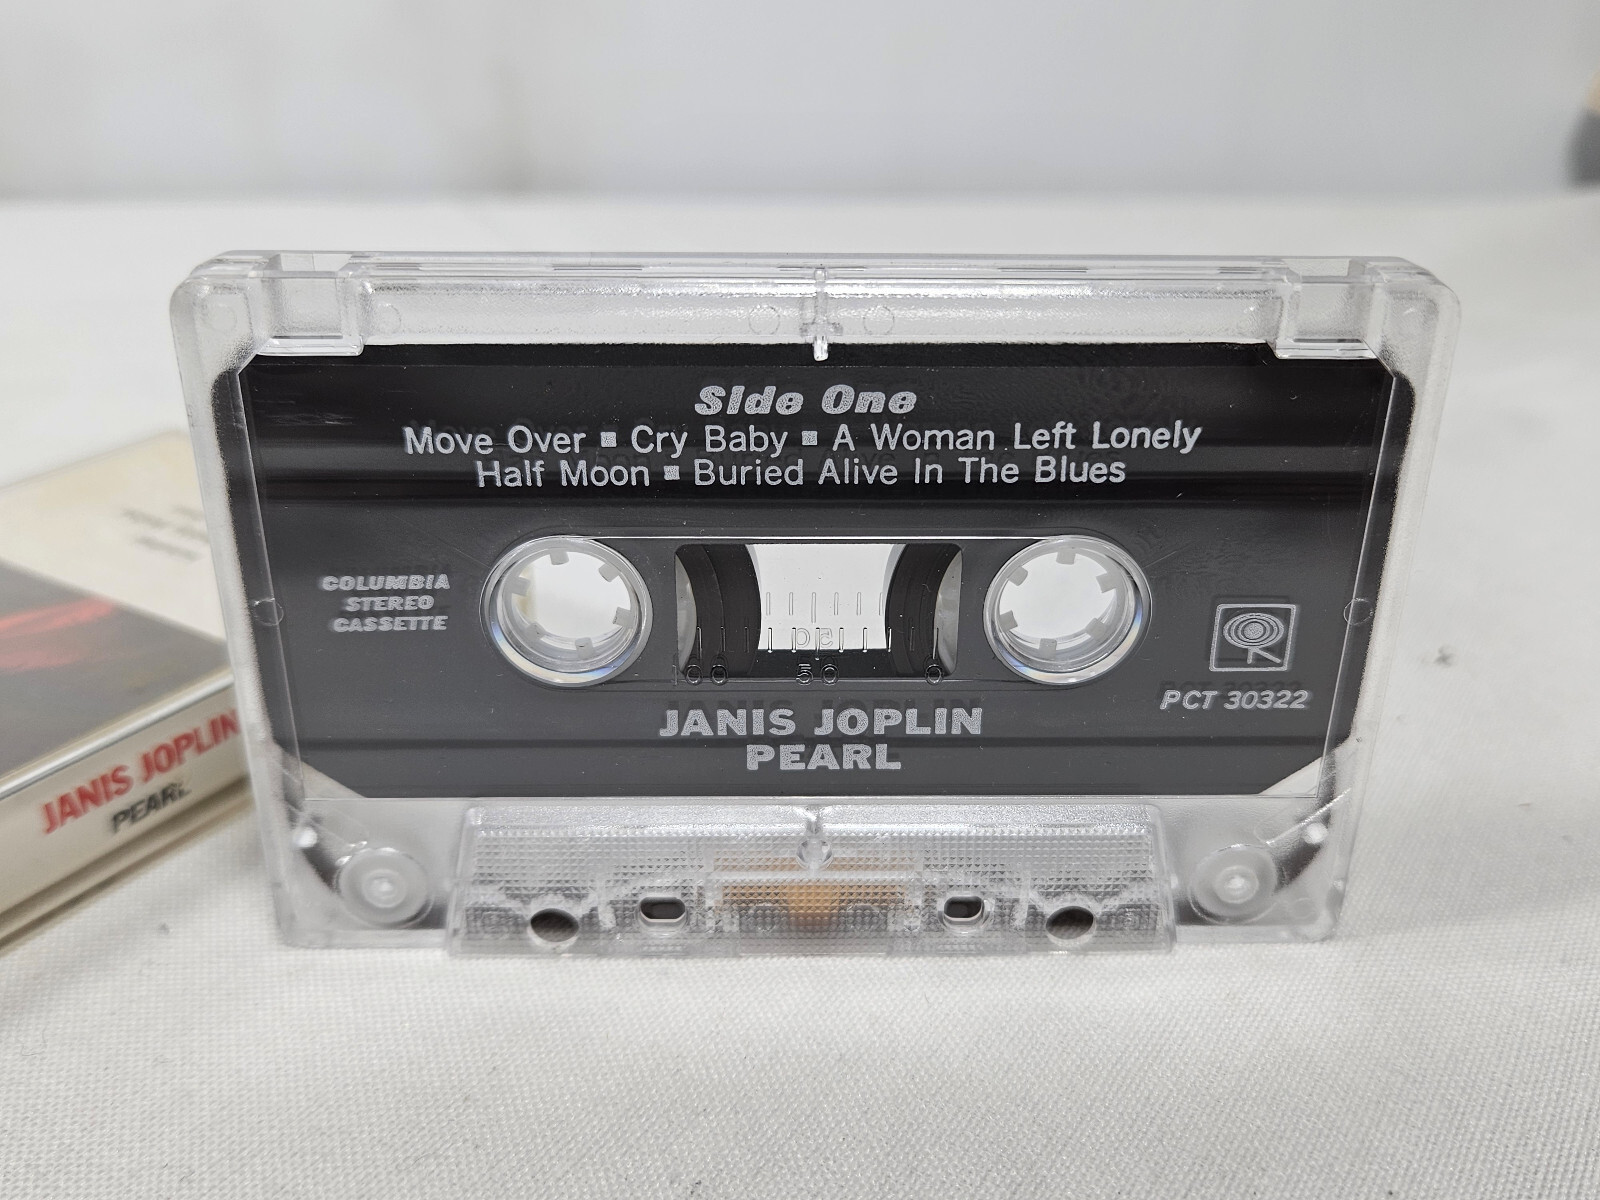 Side One
Move Over ▪ Cry Baby ▪ A Woman Left Lonely
Half Moon ▪ Buried Alive In The Blues
COLUMBIA
STEREO
CASSETTE
100 50 0
PCT 30322
JANIS JOPLIN
PEARL
JANIS JOPLIN
PEARL